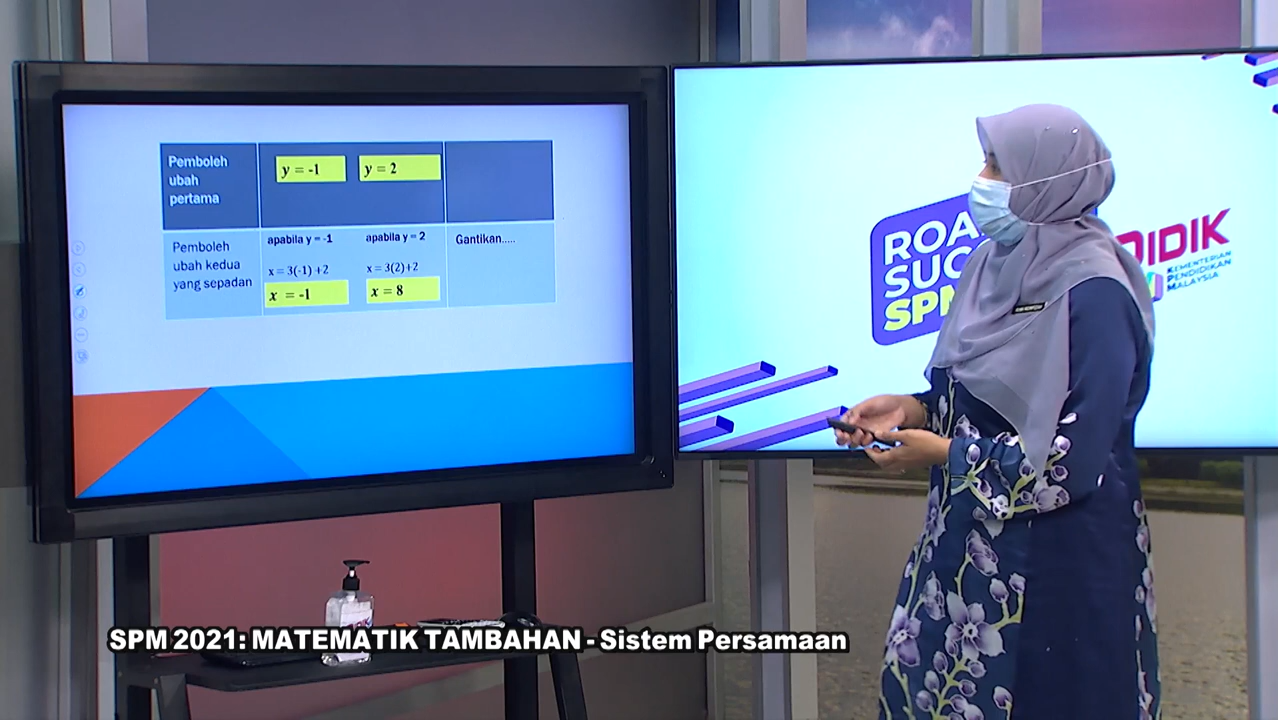 Pemboleh
ubah
pertama
y = -1
y = 2
Pemboleh
ubah kedua
yang sepadan
apabila y = -1
x = 3(-1) +2
x = -1
apabila y = 2
x = 3(2)+2
x = 8
Gantikan.....
SPM
KEMENTERIAN
PENDIDIKAN
MALAYSIA
SPM 2021: MATEMATIK TAMBAHAN - Sistem Persamaan